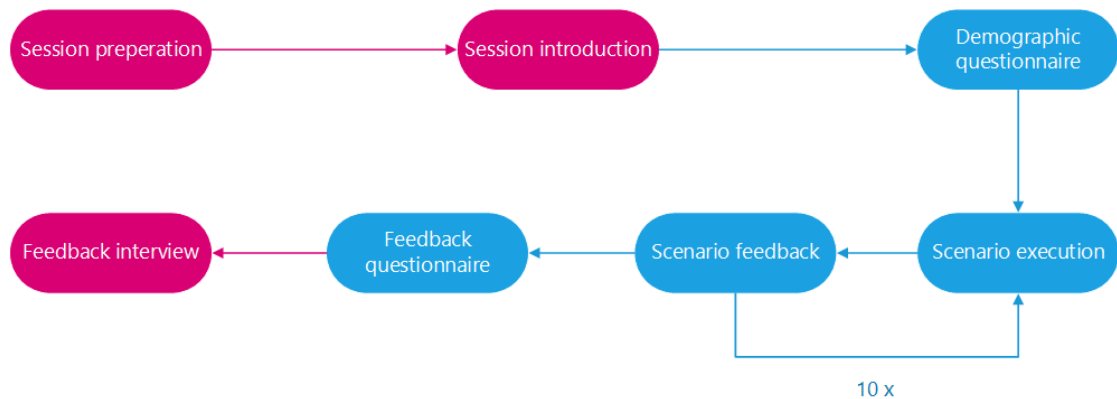 Session preperation
Session introduction
Demographic
questionnaire
Feedback interview
Feedback
questionnaire
Scenario feedback
Scenario execution
10 x